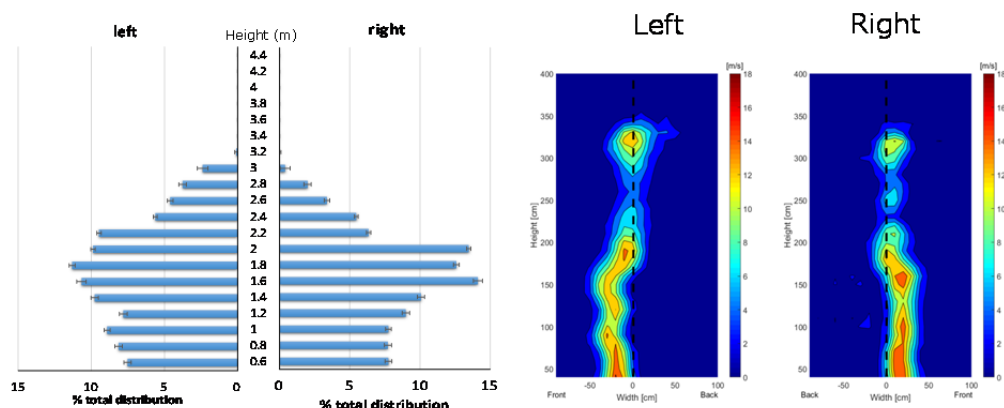 left
Height (m)
right
4.4
4.2
4
3.8
3.6
3.4
3.2
3
2.8
2.6
2.4
2.2
2
1.8
1.6
1.4
1.2
1
0.8
0.6
15 10 5 0
0 5 10 15
% total distribution
% total distribution
Left
[m/s]
400
350
300
250
200
150
100
50
Height [cm]
-50 0 50 100
Front
Width [cm]
Back
18
16
14
12
10
8
6
4
2
0
Right
[m/s]
400
350
300
250
200
150
100
50
Height [cm]
-50 0 50 100
Back
Width [cm]
Front
18
16
14
12
10
8
6
4
2
0